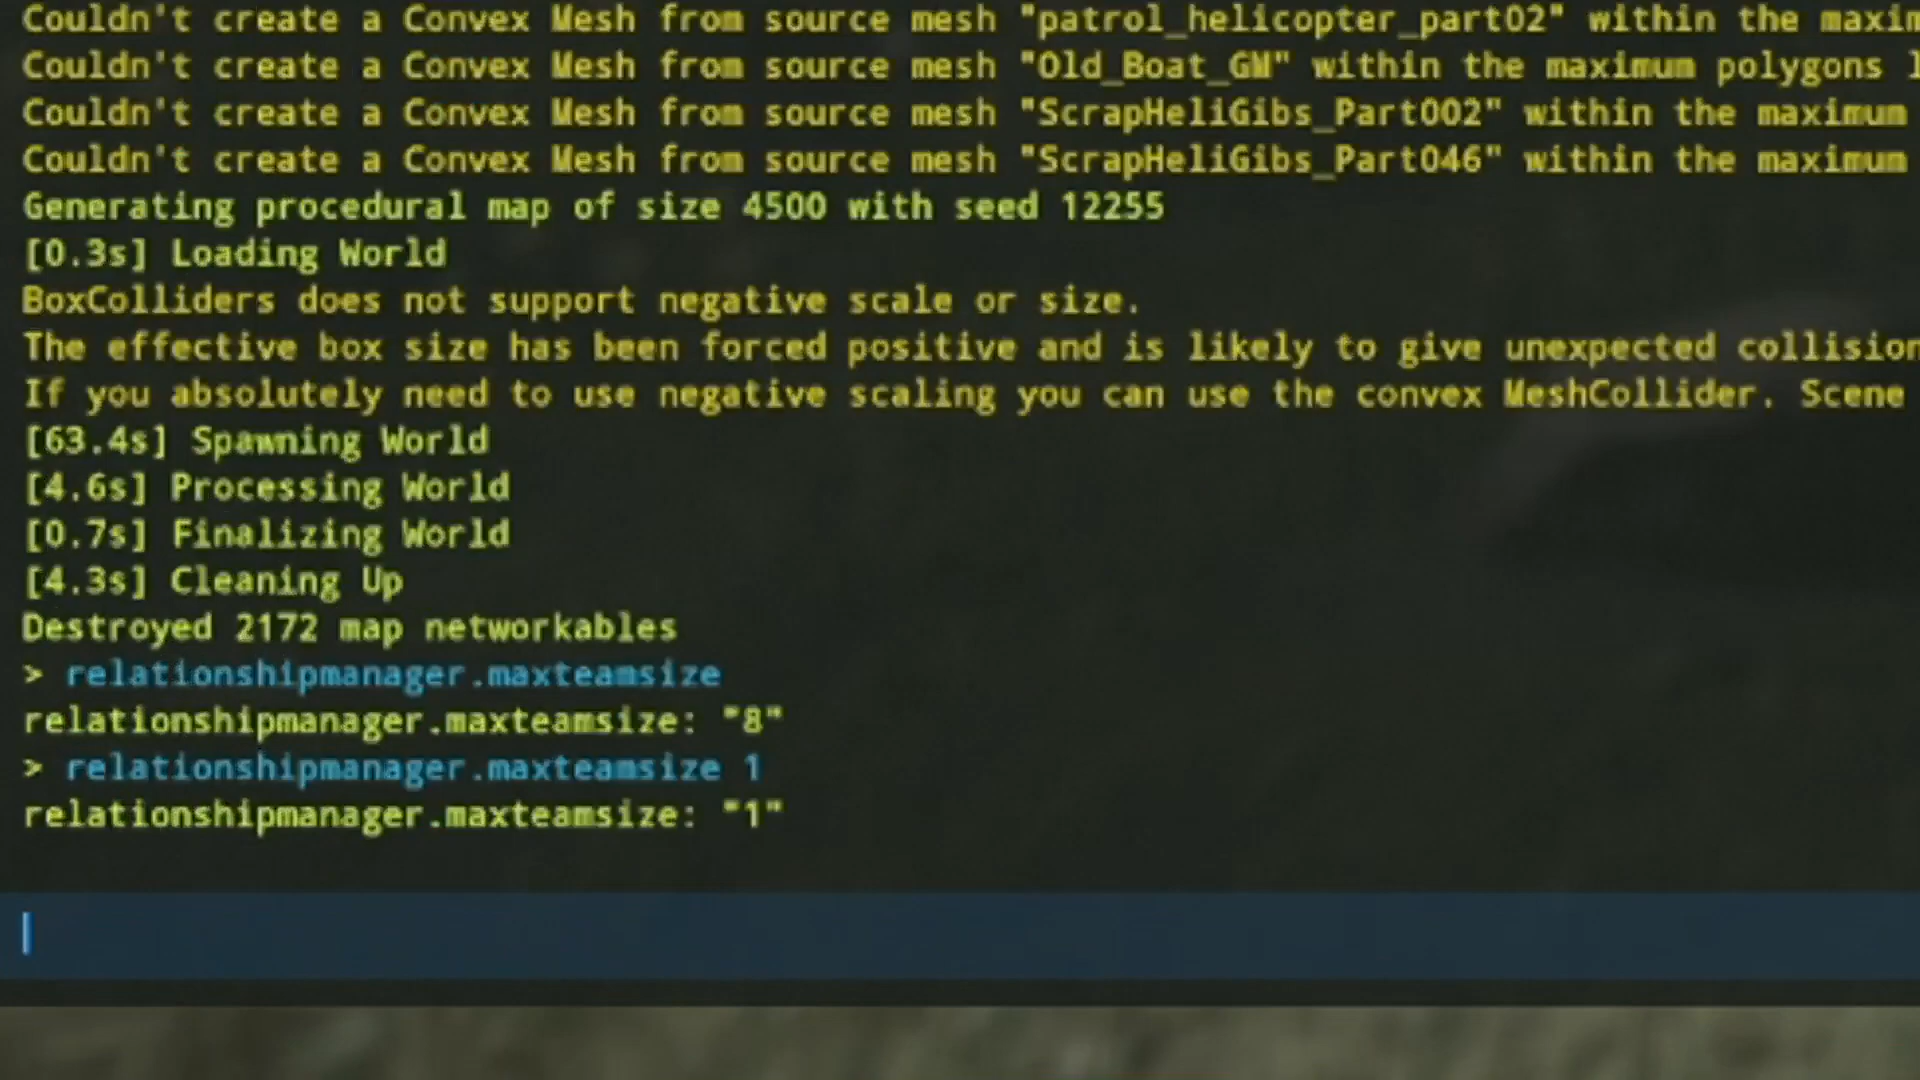 Couldn't create a Convex Mesh from source mesh "patrol_helicopter_part02" within the
Couldn't create a Convex Mesh from source mesh "Old_Boat_GM" within the maximum polygons
Couldn't create a Convex Mesh from source mesh "ScrapHeliGibs_Part002" within the maximum
Couldn't create a Convex Mesh from source mesh "ScrapHeliGibs_Part046" within the maximum
Generating procedural map of size 4500 with seed 12255
[0.3s] Loading World
BoxColliders does not support negative scale or size.
The effective box size has been forced positive and is likely to give unexpected collision
If you absolutely need to use negative scaling you can use the convex MeshCollider. Scene
[63.4s] Spawning World
[4.6s] Processing World
[0.7s] Finalizing World
[4.3s] Cleaning Up
Destroyed 2172 map networkables
> relationshipmanager.maxteamsize
relationshipmanager.maxteamsize: "8"
> relationshipmanager.maxteamsize 1
relationshipmanager.maxteamsize: "1"